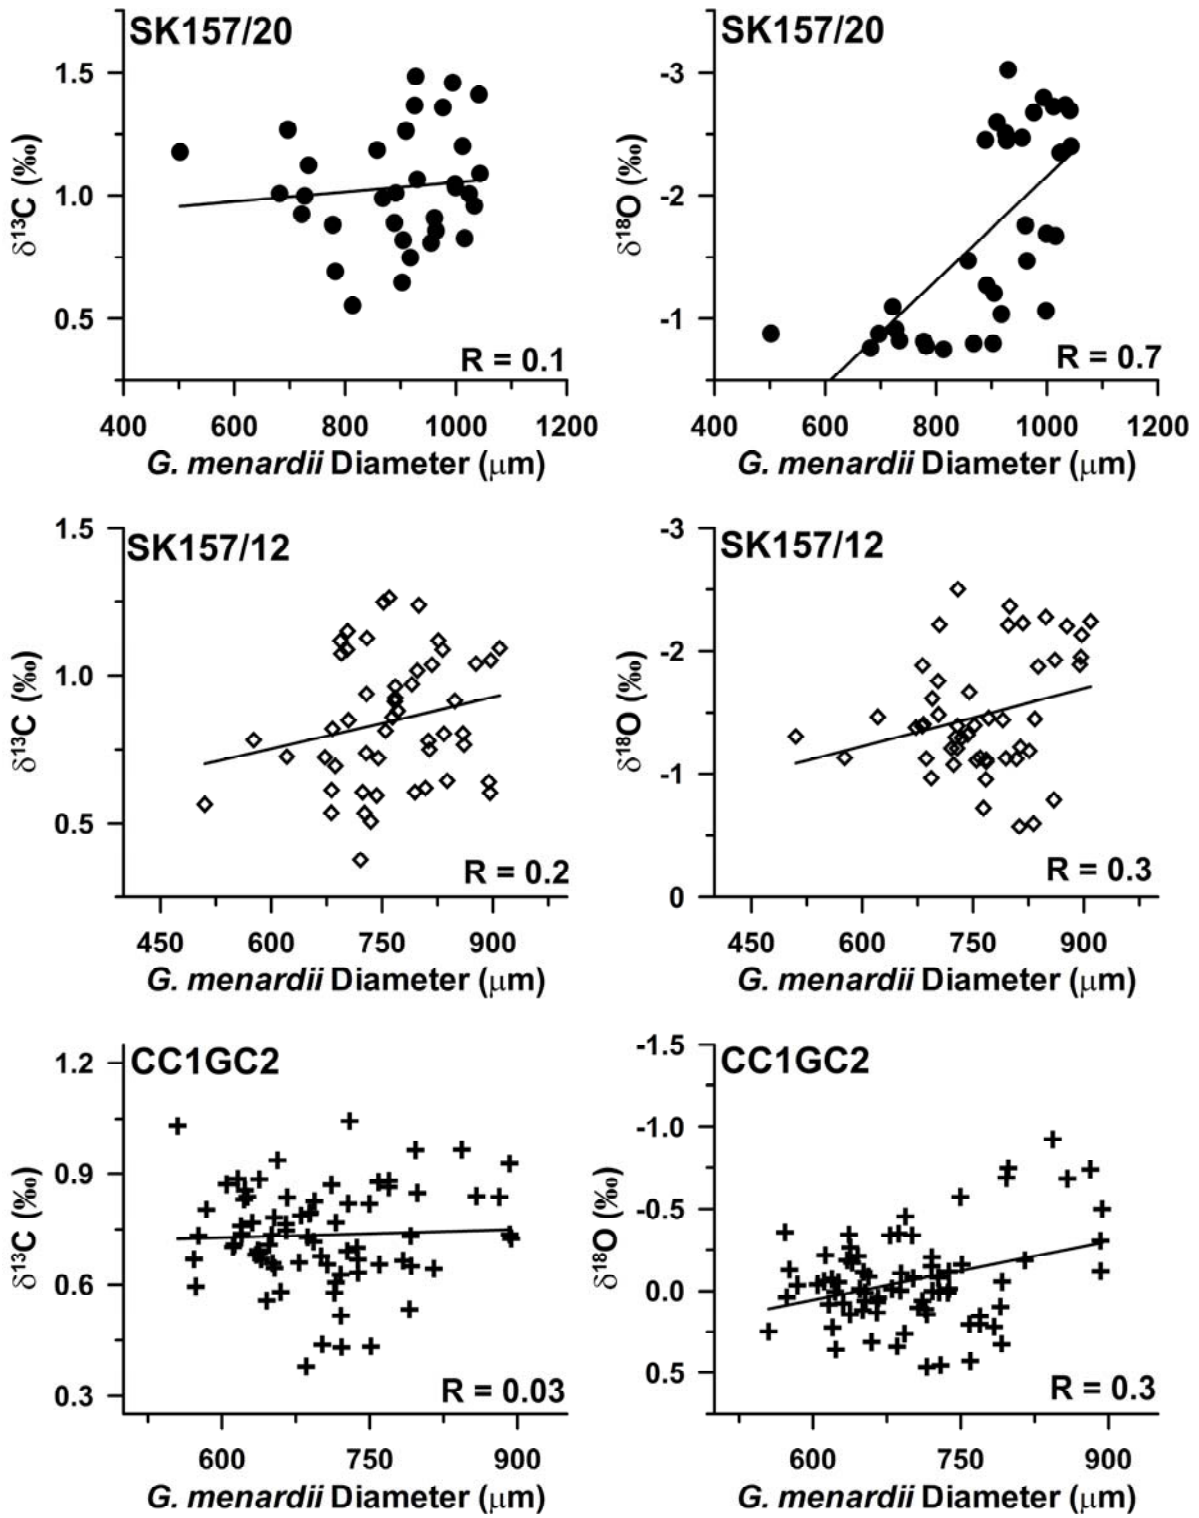 SK157/20
1.5
1.0
0.5
δ¹³C (‰)
R = 0.1
400 600 800 1000 1200
G. menardii Diameter (μm)
SK157/20
-3
-2
-1
δ¹⁸O (‰)
R = 0.7
400 600 800 1000 1200
G. menardii Diameter (μm)
SK157/12
1.5
1.0
0.5
δ¹³C (‰)
R = 0.2
450 600 750 900
G. menardii Diameter (μm)
SK157/12
-3
-2
-1
0
δ¹⁸O (‰)
R = 0.3
450 600 750 900
G. menardii Diameter (μm)
CC1GC2
1.2
0.9
0.6
0.3
δ¹³C (‰)
R = 0.03
600 750 900
G. menardii Diameter (μm)
CC1GC2
-1.5
-1.0
-0.5
0.0
0.5
δ¹⁸O (‰)
R = 0.3
600 750 900
G. menardii Diameter (μm)